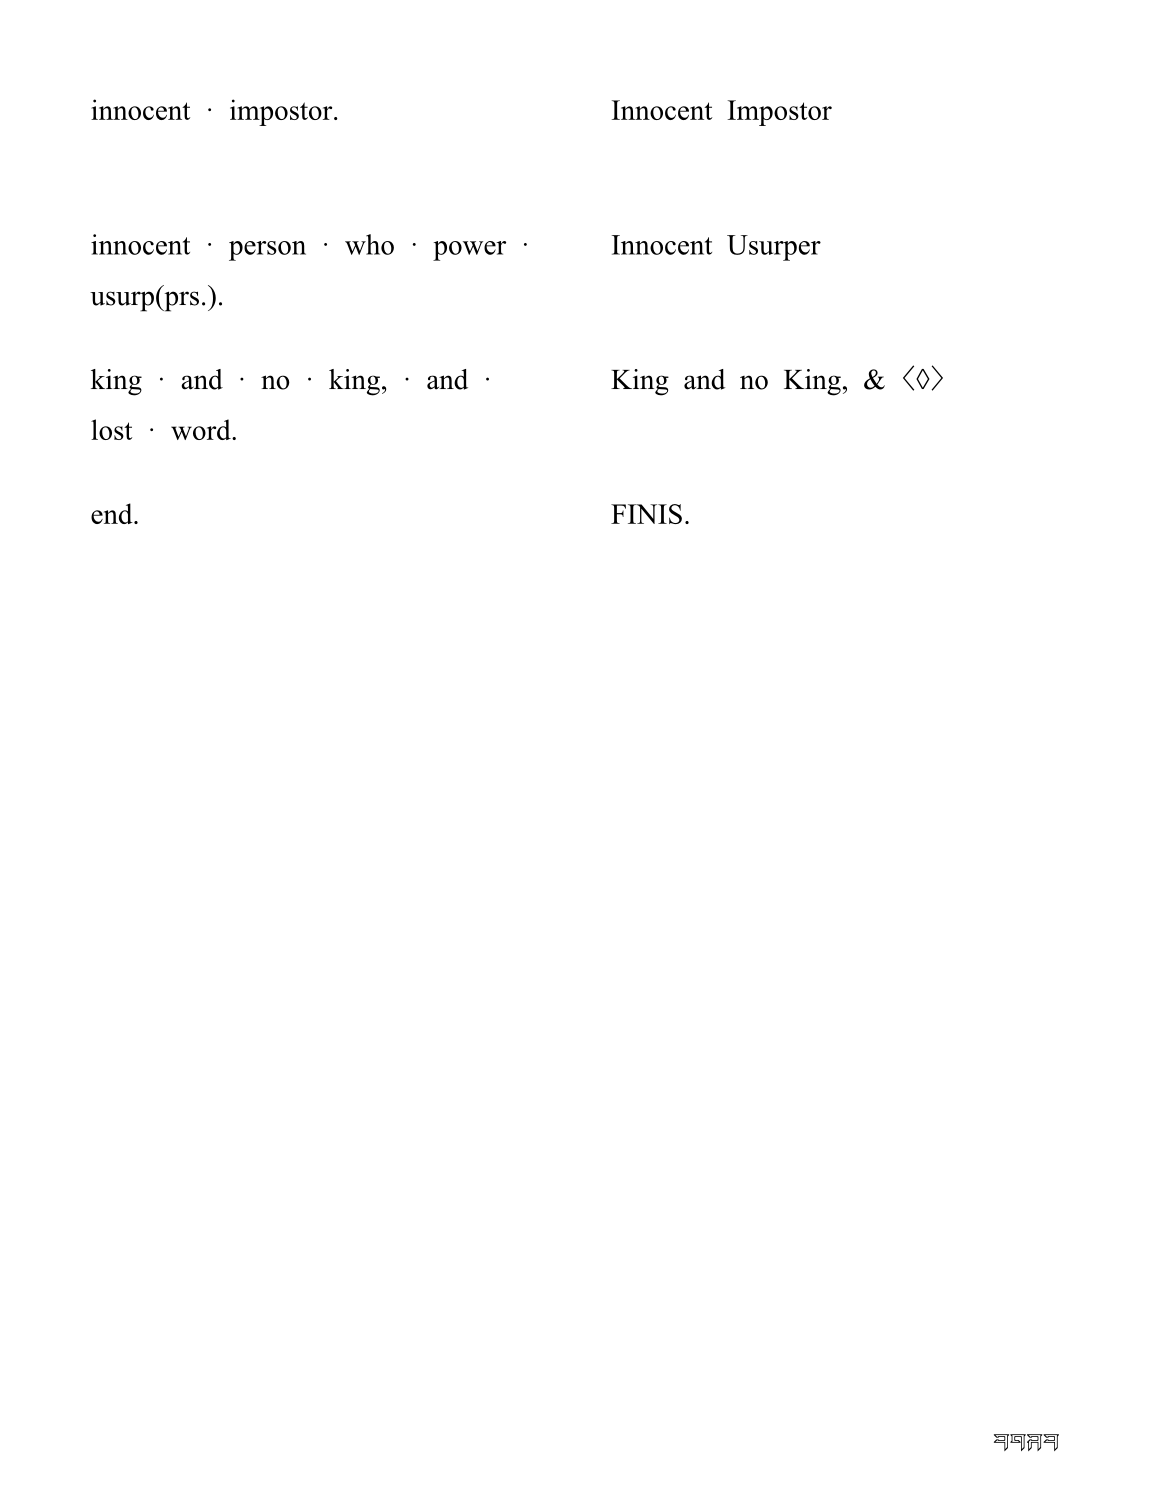 innocent · impostor.
Innocent Impostor
innocent · person · who · power ·
usurp(prs.).
Innocent Usurper
king · and · no · king, · and ·
lost · word.
King and no King, & 〈◊〉
end.
FINIS.